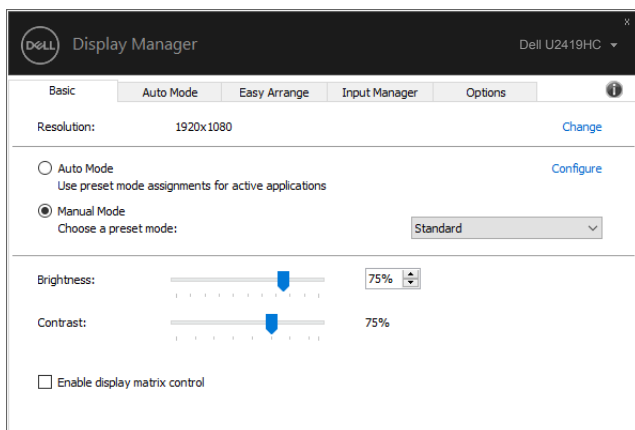 DELL Display Manager Dell U2419HC
x
Basic Auto Mode Easy Arrange Input Manager Options i
Resolution: 1920x1080 Change
Auto Mode Configure
Use preset mode assignments for active applications
Manual Mode
Choose a preset mode: Standard
Brightness: 75%
Contrast: 75%
Enable display matrix control